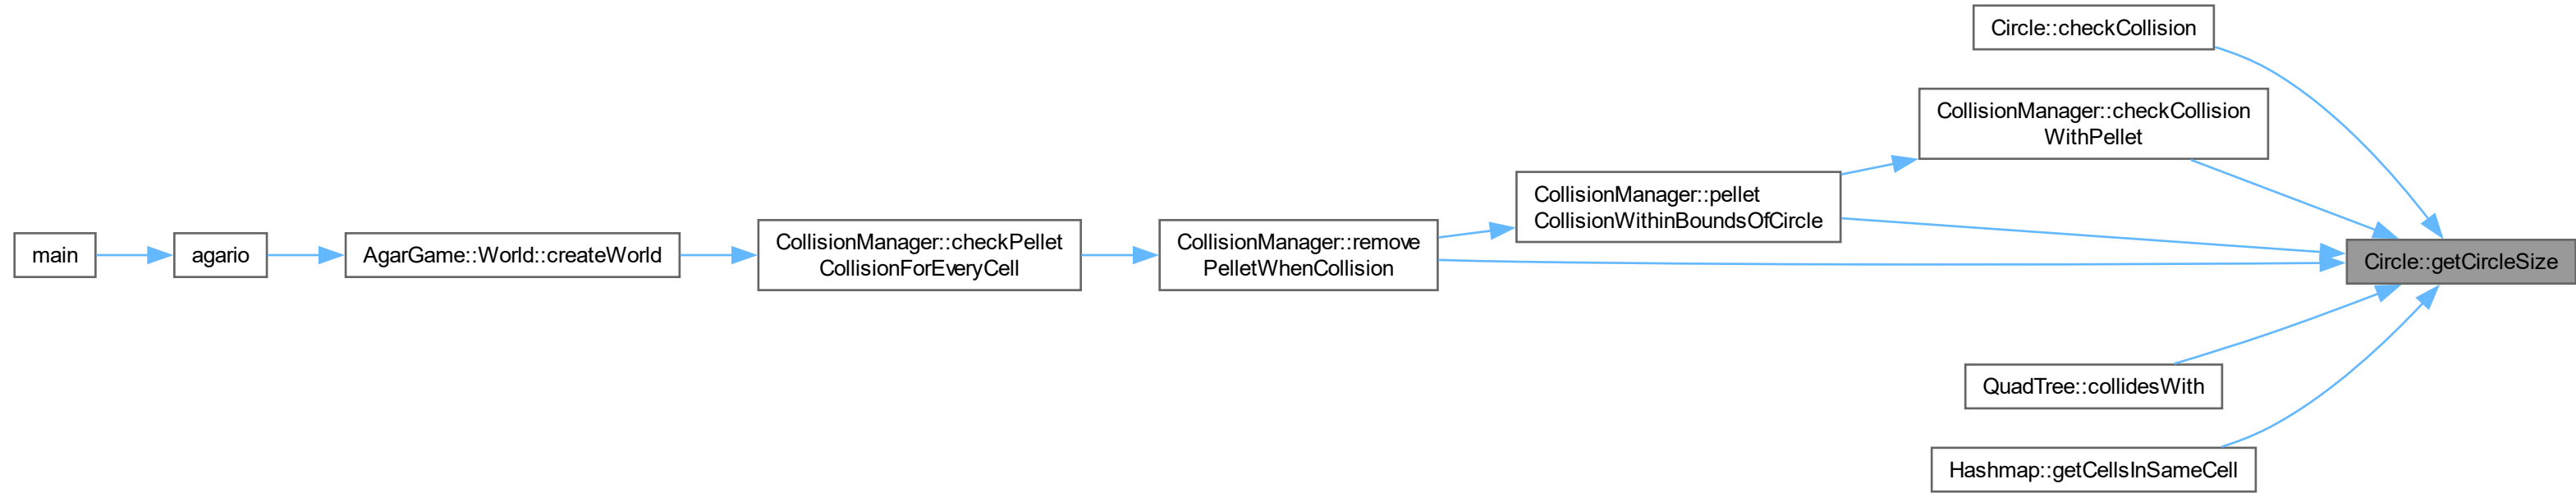 main
agario
AgarGame::World::createWorld
CollisionManager::checkPellet
CollisionForEveryCell
CollisionManager::remove
PelletWhenCollision
CollisionManager::pellet
CollisionWithinBoundsOfCircle
CollisionManager::checkCollision
WithPellet
Circle::checkCollision
Circle::getCircleSize
QuadTree::collidesWith
Hashmap::getCellsInSameCell